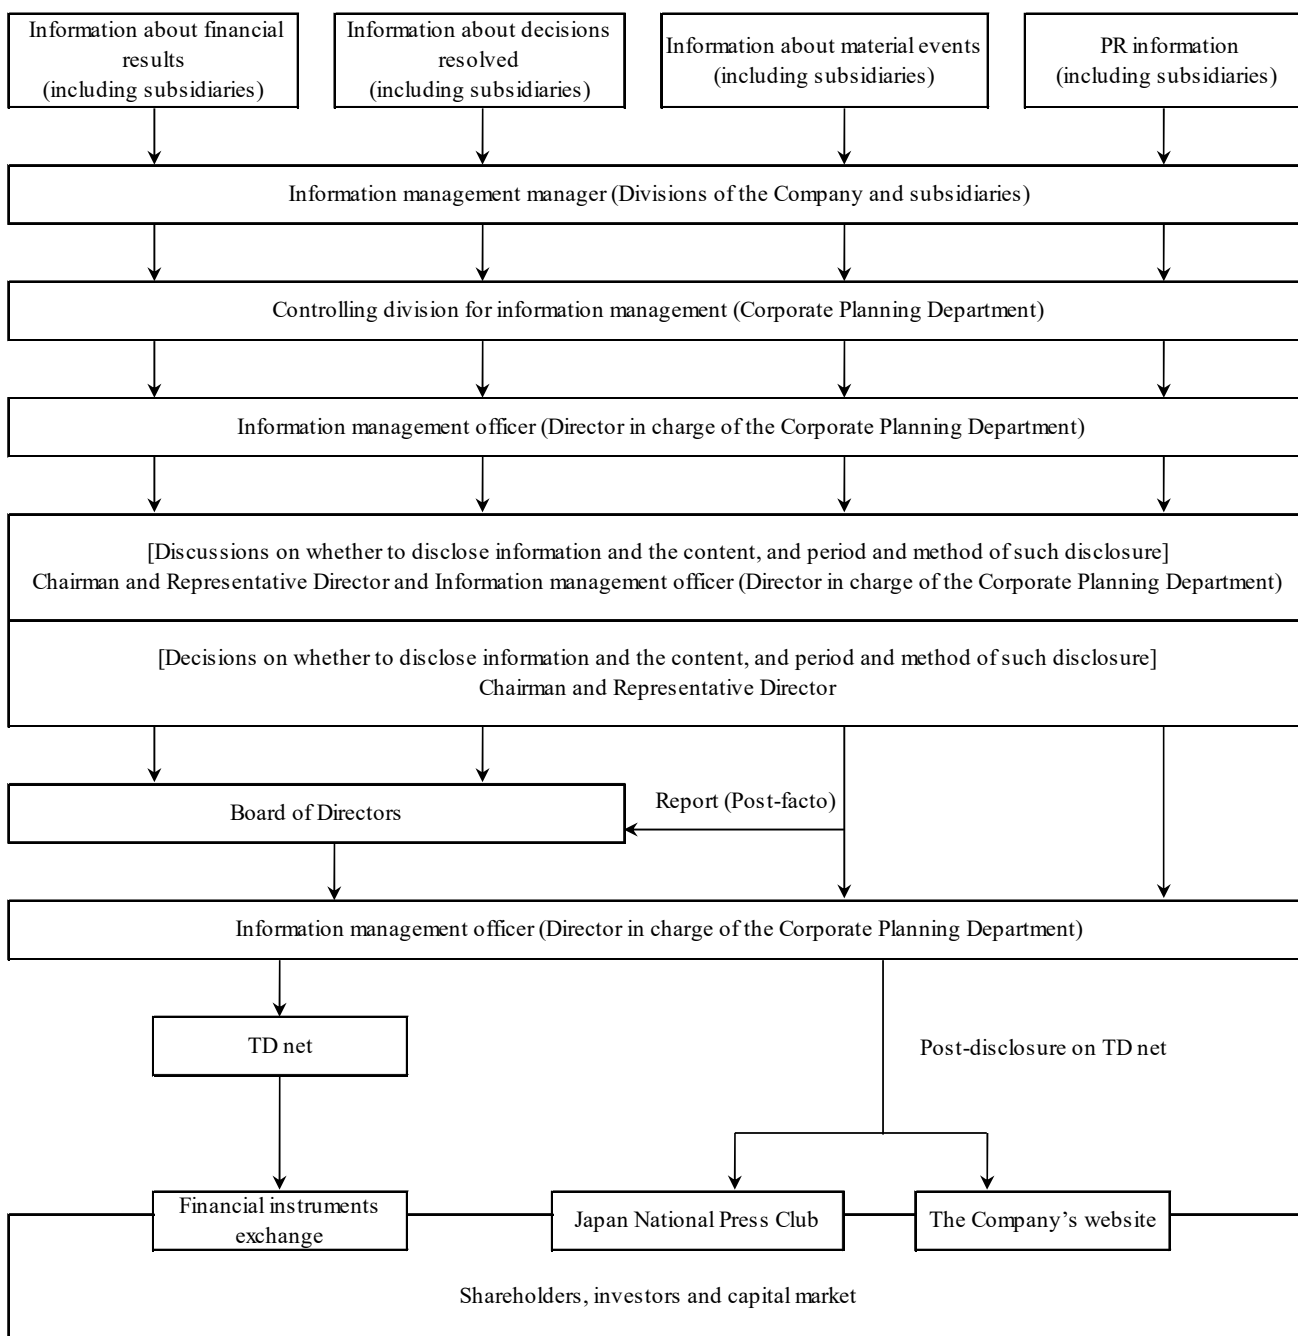 Information about financial
results
(including subsidiaries)
Information about decisions
resolved
(including subsidiaries)
Information about material events
(including subsidiaries)
PR information
(including subsidiaries)
Information management manager (Divisions of the Company and subsidiaries)
Controlling division for information management (Corporate Planning Department)
Information management officer (Director in charge of the Corporate Planning Department)
[Discussions on whether to disclose information and the content, and period and method of such disclosure]
Chairman and Representative Director and Information management officer (Director in charge of the Corporate Planning Department)
[Decisions on whether to disclose information and the content, and period and method of such disclosure]
Chairman and Representative Director
Board of Directors
Report (Post-facto)
Information management officer (Director in charge of the Corporate Planning Department)
TD net
Post-disclosure on TD net
Financial instruments
exchange
Japan National Press Club
The Company’s website
Shareholders, investors and capital market